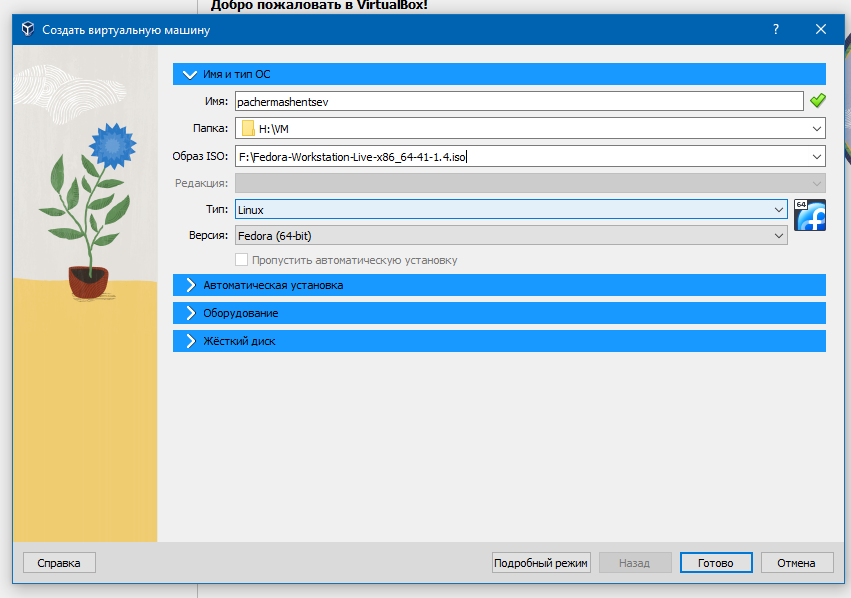 Добро пожаловать в VirtualBox!
Создать виртуальную машину
?
Имя и тип ОС
Имя: pachermashentsev
Папка: H:\VM
Образ ISO: F:\Fedora-Workstation-Live-x86_64-41-1.4.iso
Редакция:
Тип: Linux
64
Версия: Fedora (64-bit)
Пропустить автоматическую установку
Автоматическая установка
Оборудование
Жёсткий диск
Справка Подробный режим Назад Готово Отмена